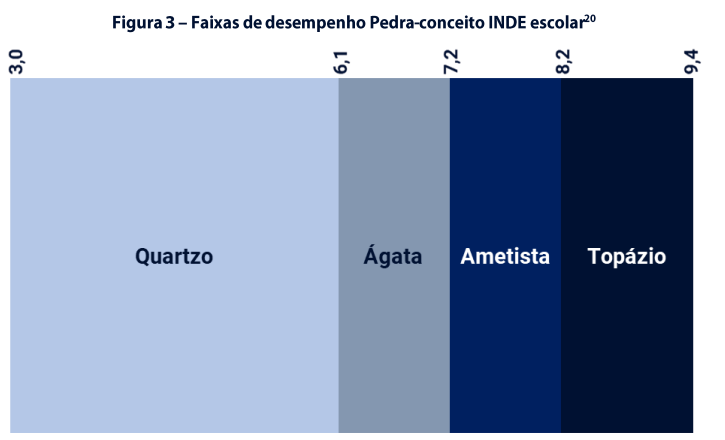 Figura 3 – Faixas de desempenho Pedra-conceito INDE escolar²⁰
3,0
6,1
7,2
8,2
9,4
Quartzo
Ágata
Ametista
Topázio